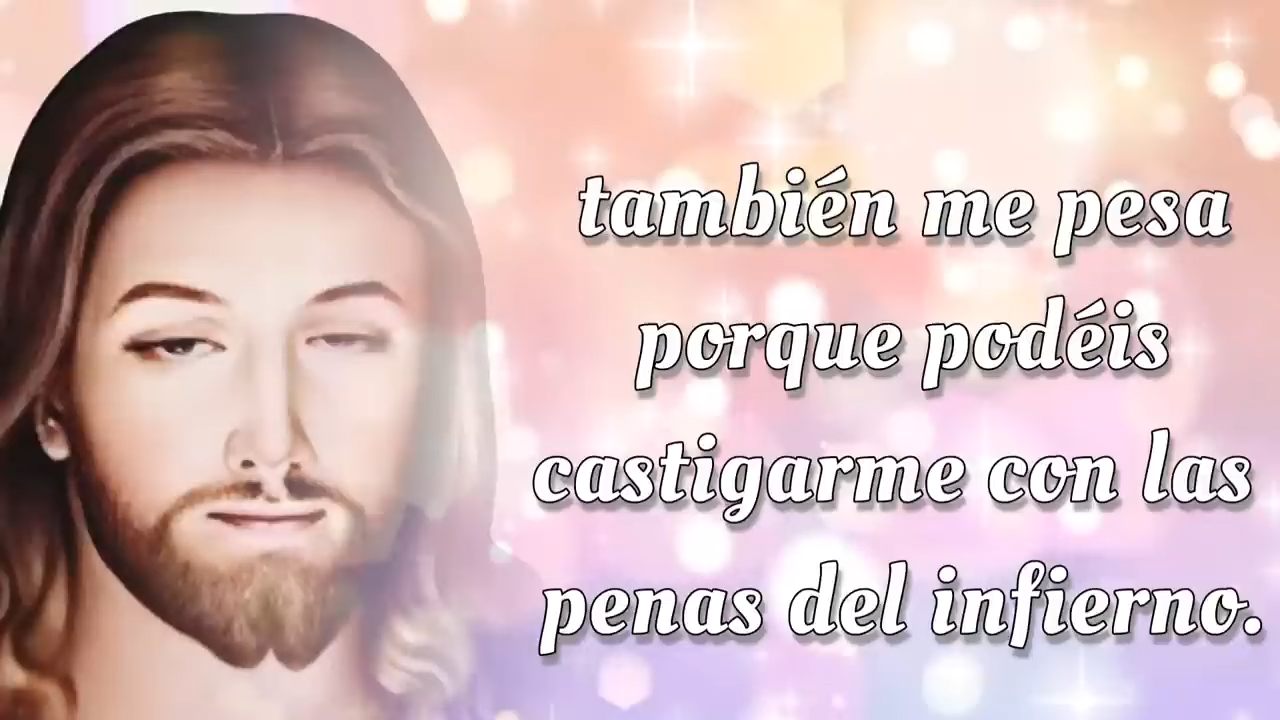 también me pesa
porque podéis
castigarme con las
penas del infierno.